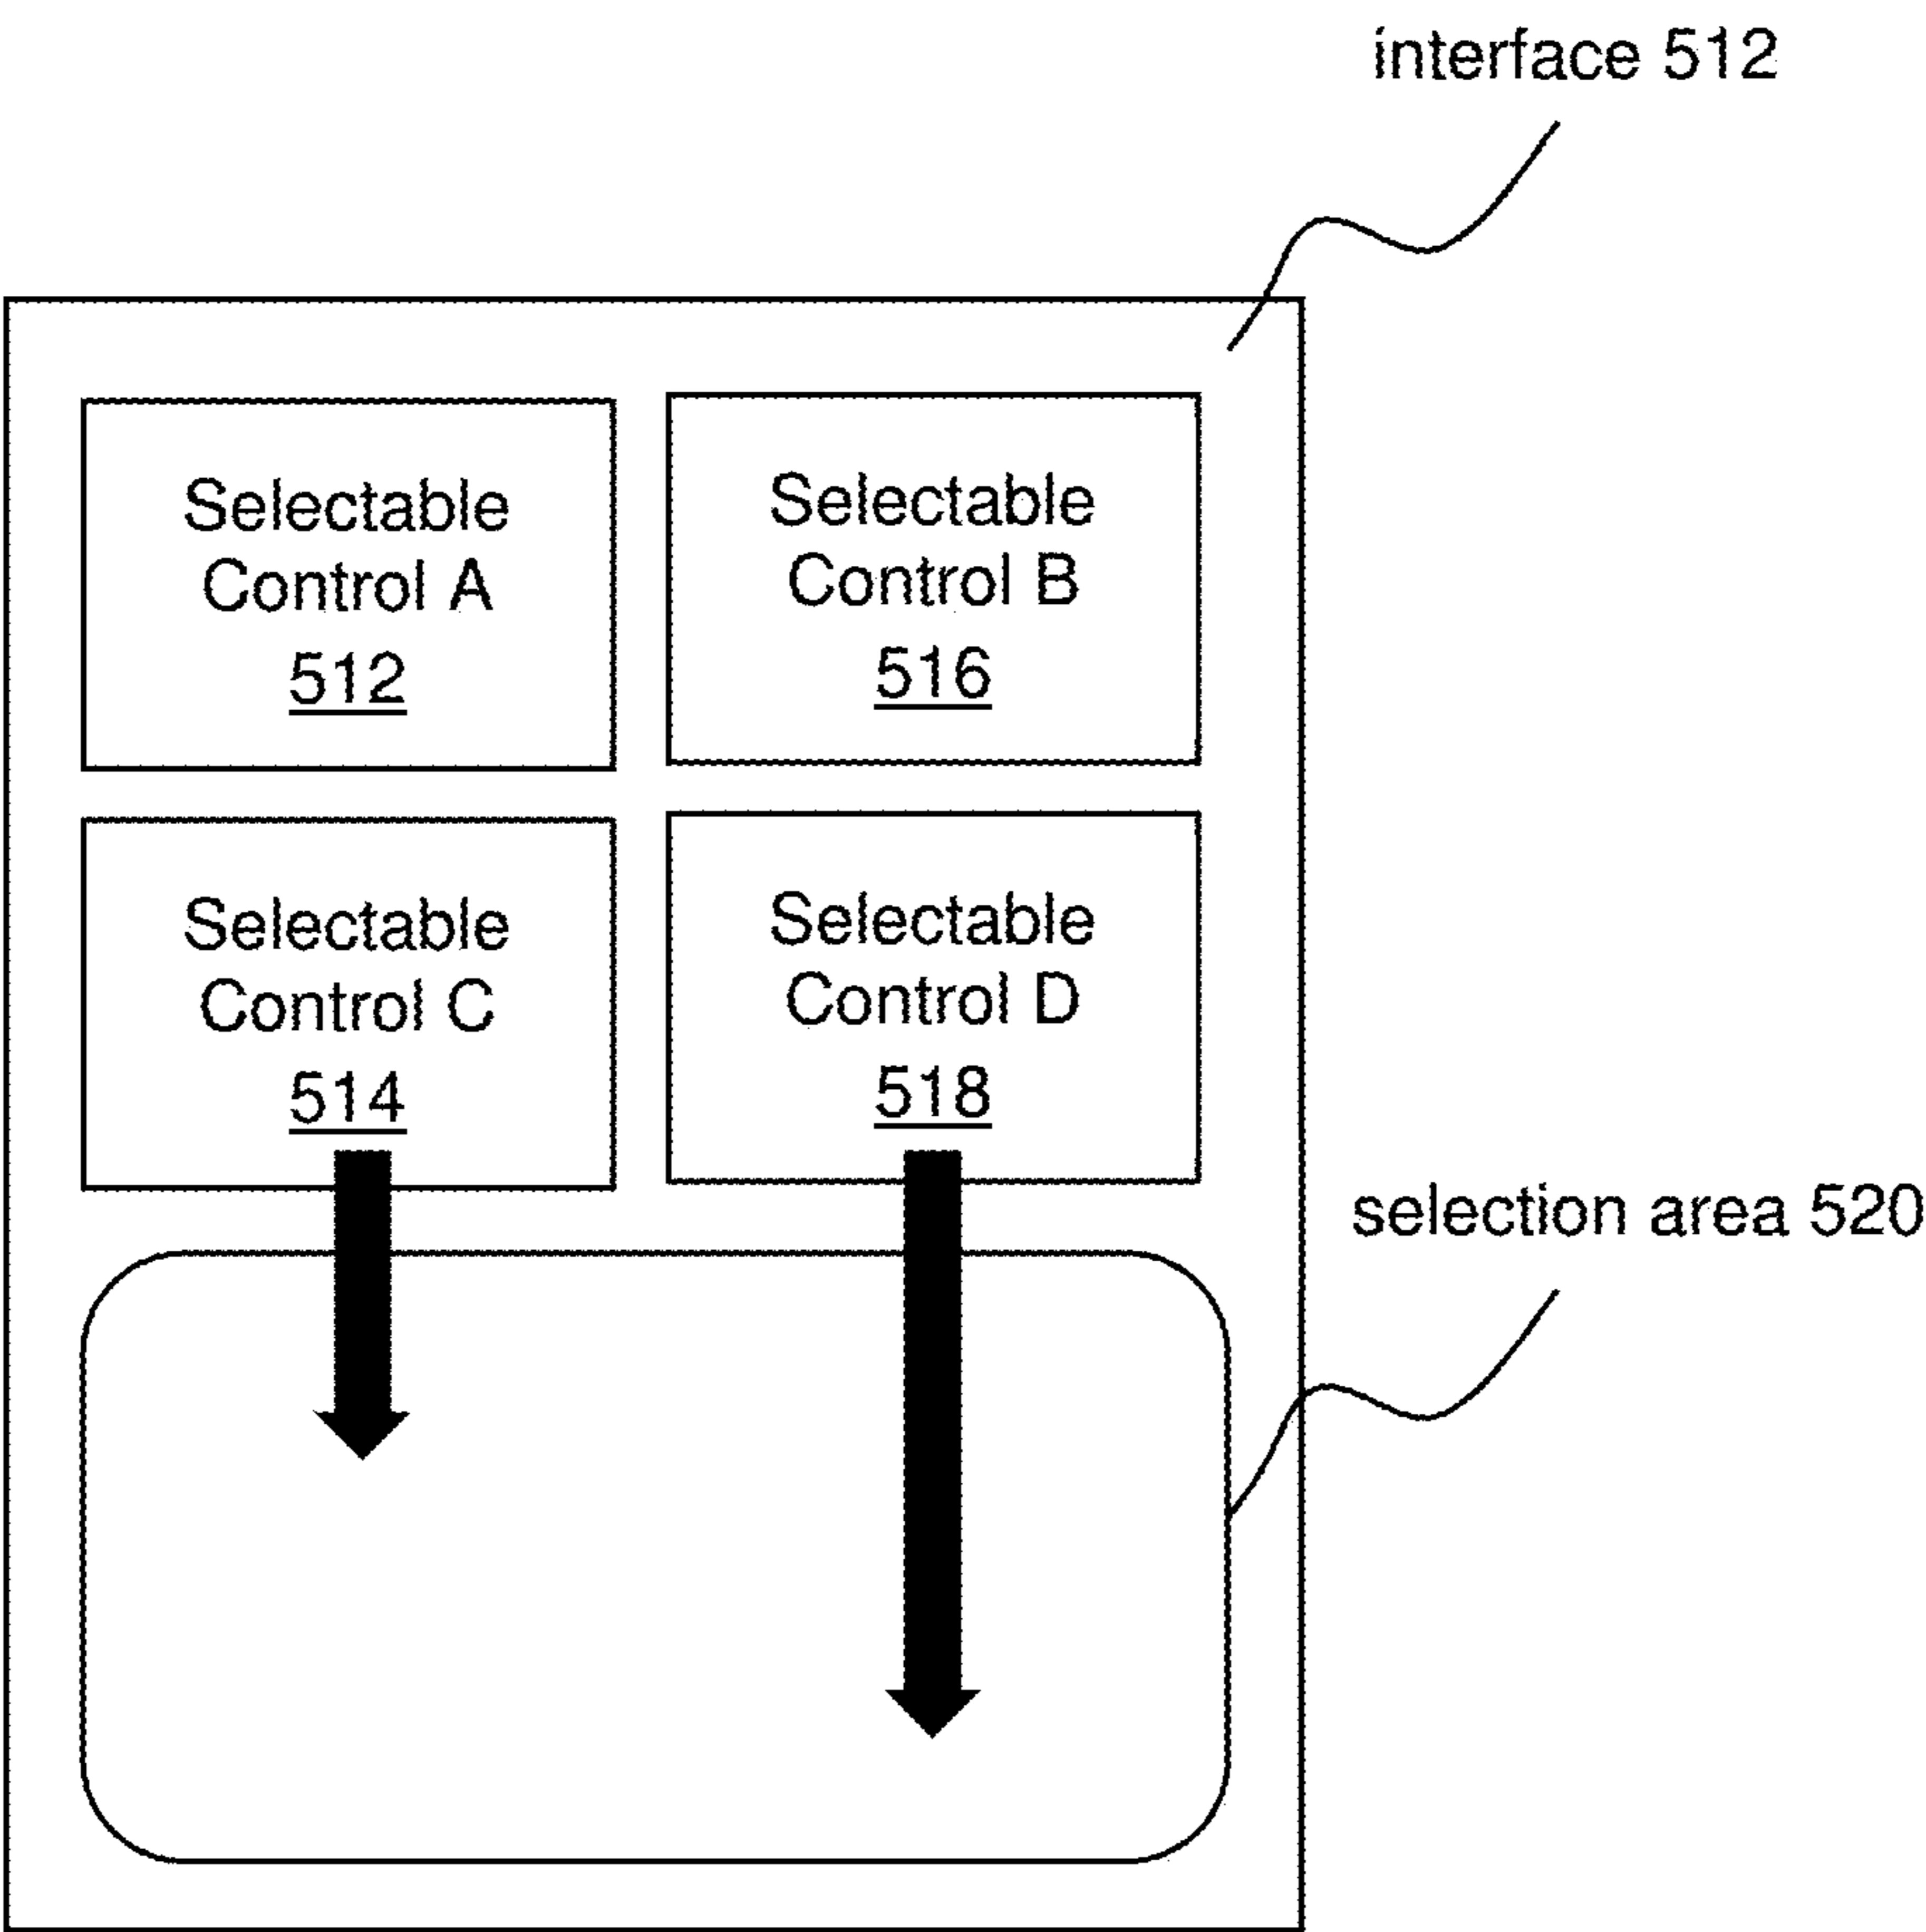 interface 512
Selectable
Control A
512
Selectable
Control B
516
Selectable
Control C
514
Selectable
Control D
518
selection area 520